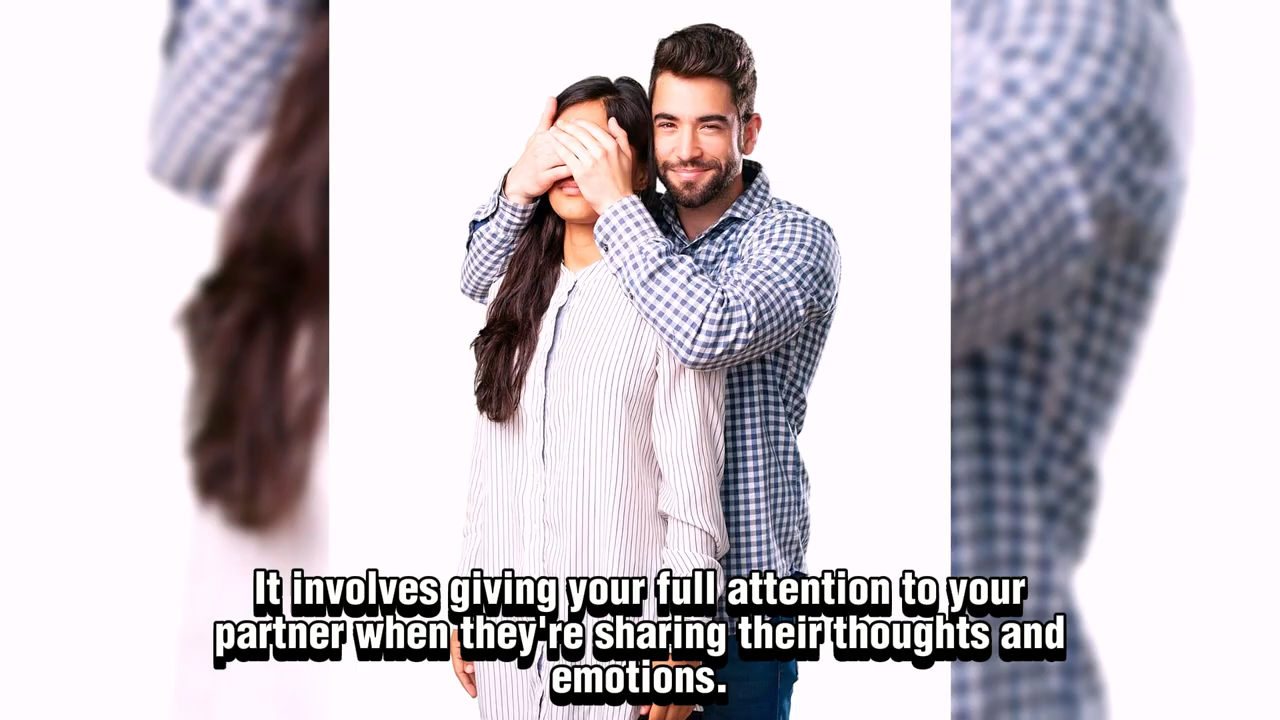 It involves giving your full attention to your
partner when they're sharing their thoughts and
emotions.